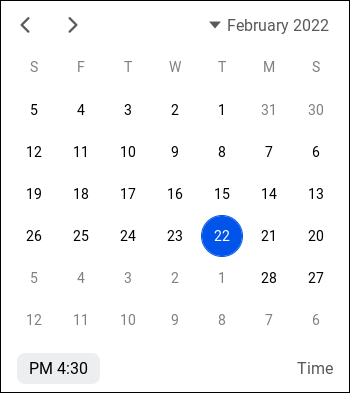 February 2022
S F T W T M S
5 4 3 2 1 31 30
12 11 10 9 8 7 6
19 18 17 16 15 14 13
26 25 24 23 22 21 20
5 4 3 2 1 28 27
12 11 10 9 8 7 6
PM 4:30 Time